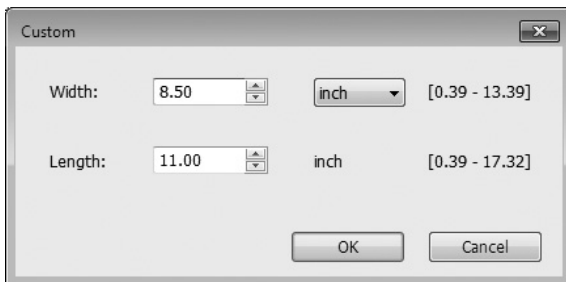 Custom
Width: 8.50 inch [0.39 - 13.39]
Length: 11.00 inch [0.39 - 17.32]
OK Cancel